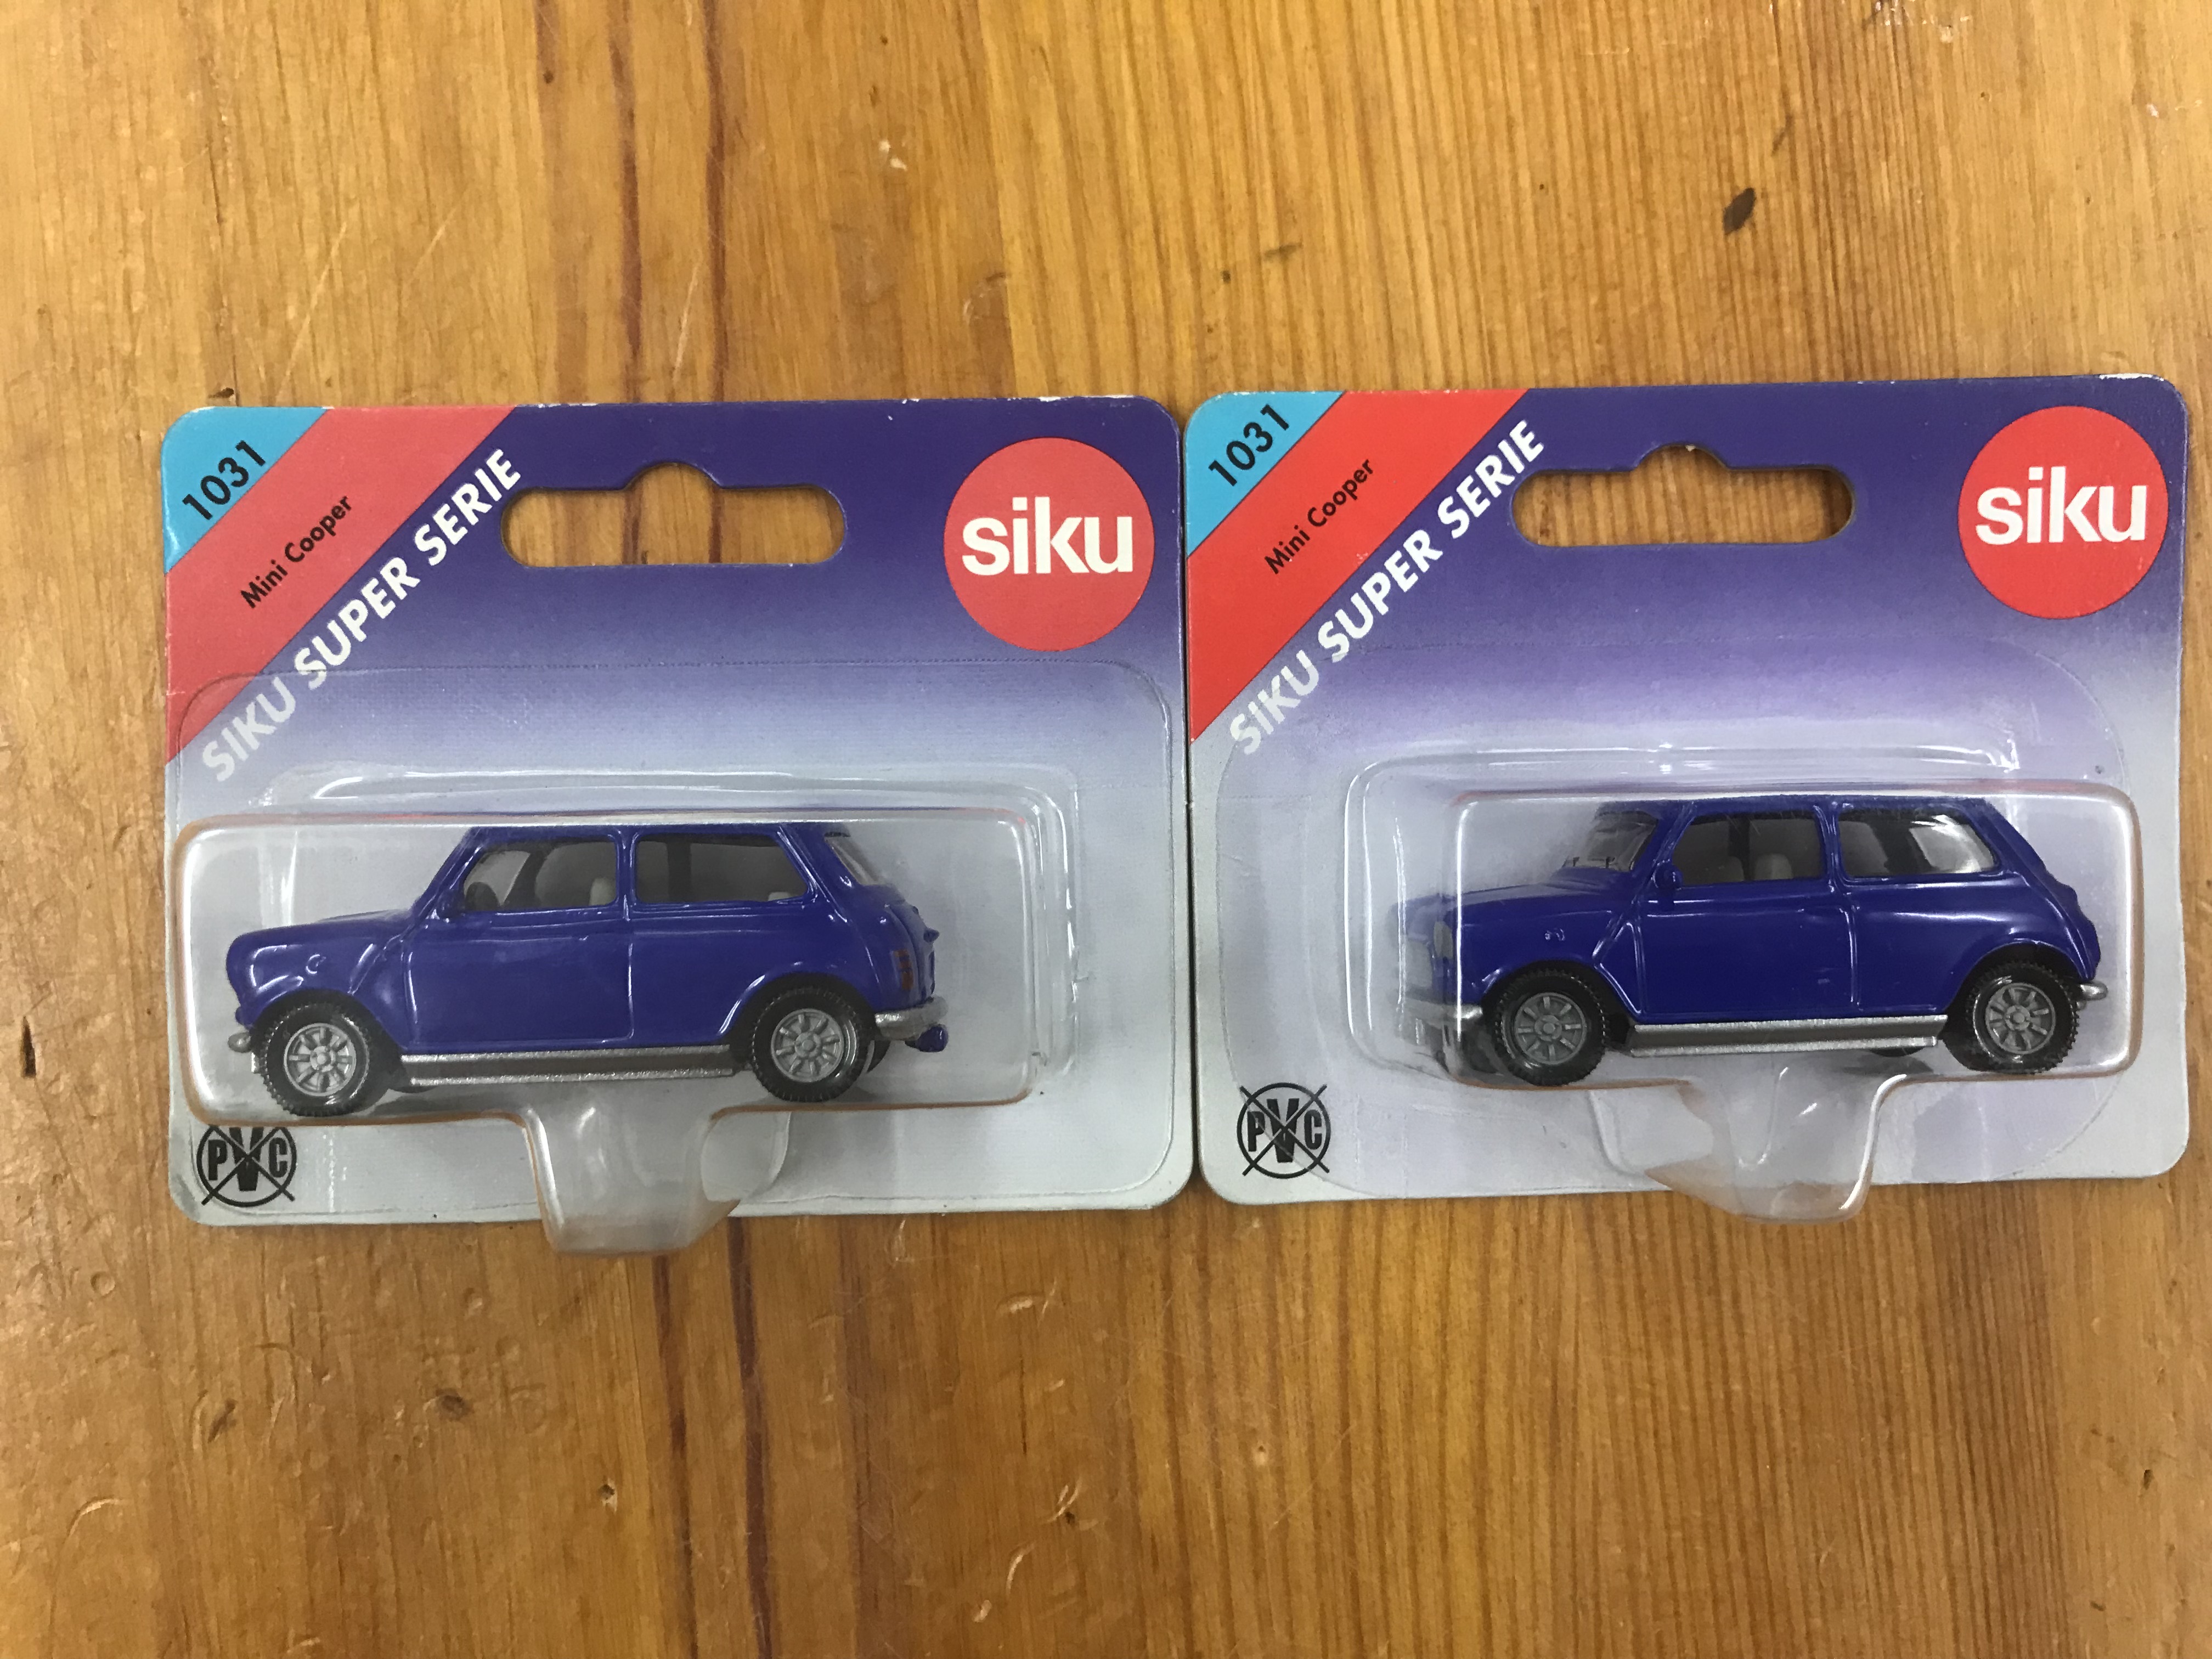 1031
Mini Cooper
SIKU SUPER SERIE
siku
PVC
1031
Mini Cooper
SIKU SUPER SERIE
siku
PVC